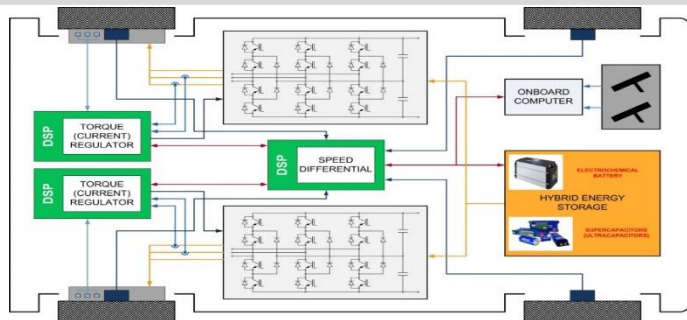 DSP
TORQUE
(CURRENT)
REGULATOR
DSP
TORQUE
(CURRENT)
REGULATOR
DSP
SPEED
DIFFERENTIAL
ONBOARD
COMPUTER
ELECTROCHEMICAL
BATTERY
HYBRID ENERGY
STORAGE
SUPERCAPACITORS
(ULTRACAPACITORS)